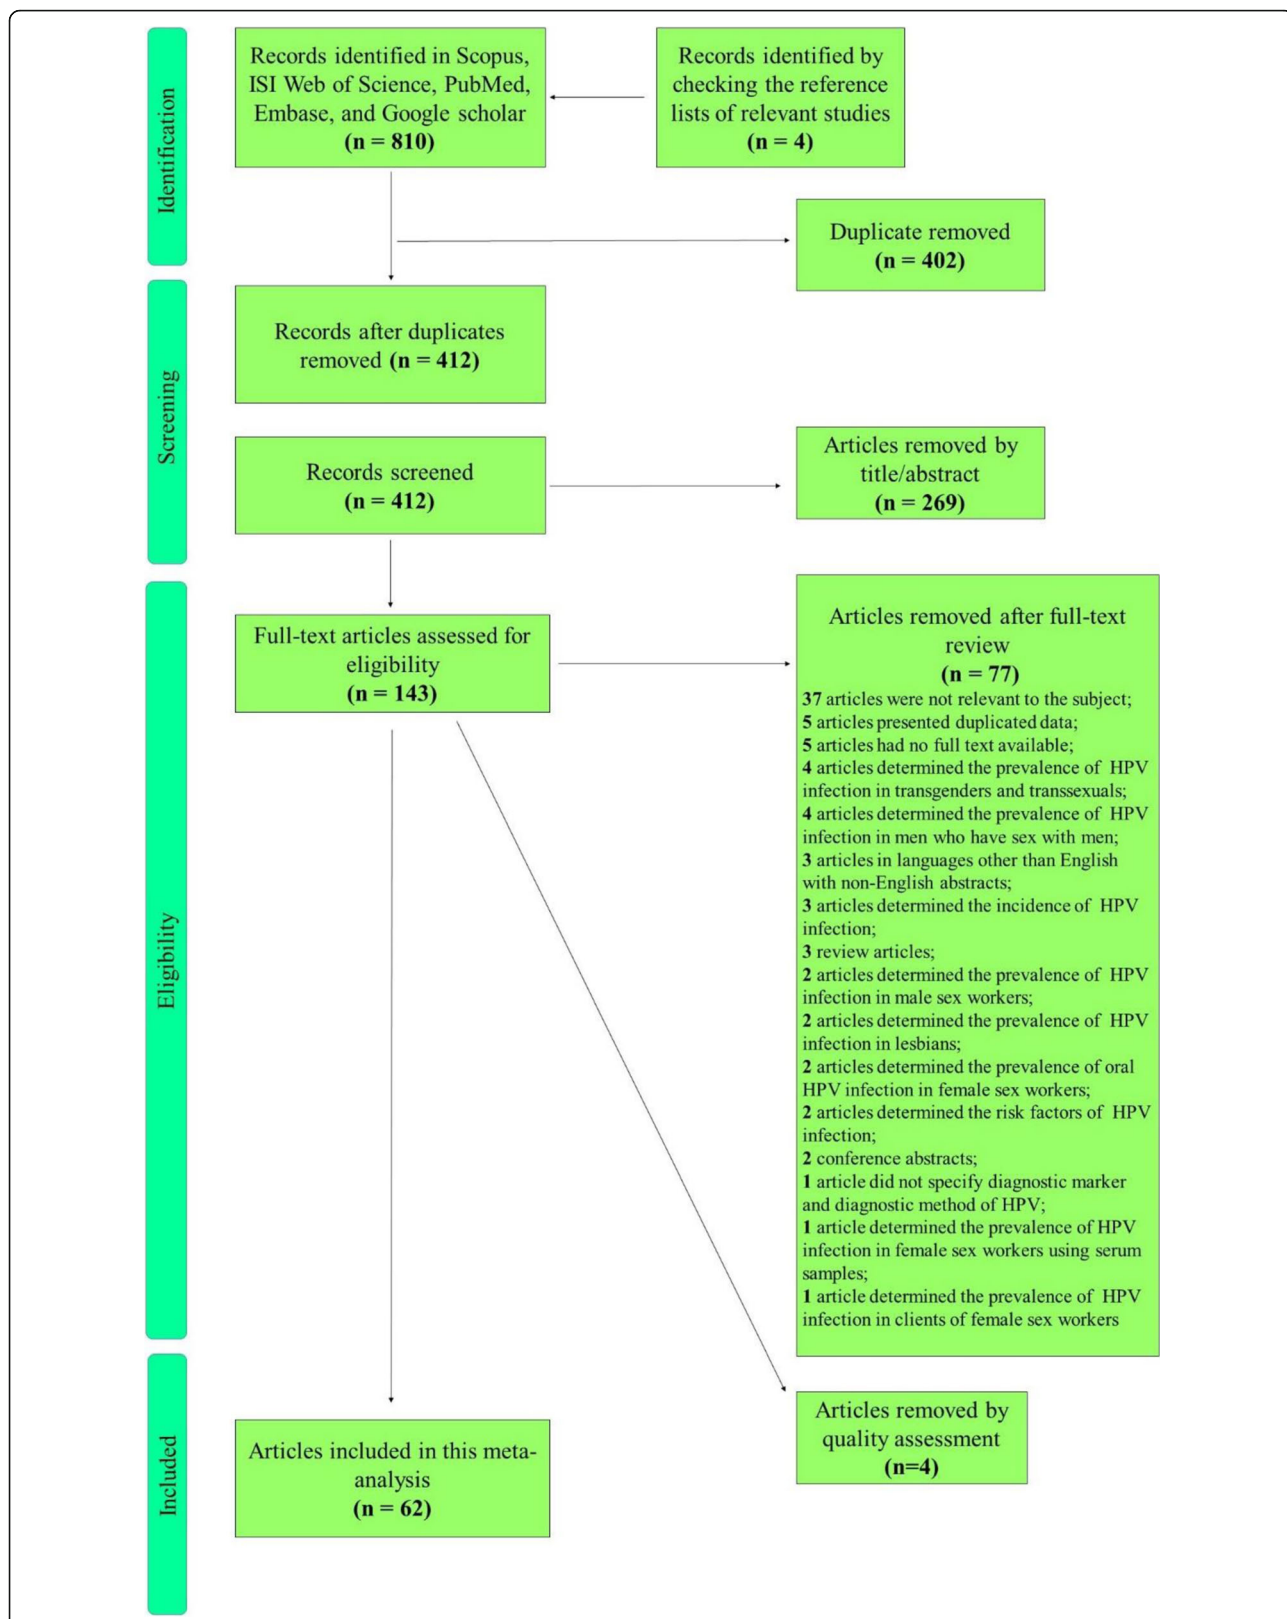 Identification
Records identified in Scopus,
ISI Web of Science, PubMed,
Embase, and Google scholar
(n = 810)
Records identified by
checking the reference
lists of relevant studies
(n = 4)
Duplicate removed
(n = 402)
Screening
Records after duplicates
removed (n = 412)
Records screened
(n = 412)
Articles removed by
title/abstract
(n = 269)
Eligibility
Full-text articles assessed for
eligibility
(n = 143)
Articles removed after full-text
review
(n = 77)
37 articles were not relevant to the subject;
5 articles presented duplicated data;
5 articles had no full text available;
4 articles determined the prevalence of HPV
infection in transgenders and transsexuals;
4 articles determined the prevalence of HPV
infection in men who have sex with men;
3 articles in languages other than English
with non-English abstracts;
3 articles determined the incidence of HPV
infection;
3 review articles;
2 articles determined the prevalence of HPV
infection in male sex workers;
2 articles determined the prevalence of HPV
infection in lesbians;
2 articles determined the prevalence of oral
HPV infection in female sex workers;
2 articles determined the risk factors of HPV
infection;
2 conference abstracts;
1 article did not specify diagnostic marker
and diagnostic method of HPV;
1 article determined the prevalence of HPV
infection in female sex workers using serum
samples;
1 article determined the prevalence of HPV
infection in clients of female sex workers
Included
Articles included in this meta-
analysis
(n = 62)
Articles removed by
quality assessment
(n=4)